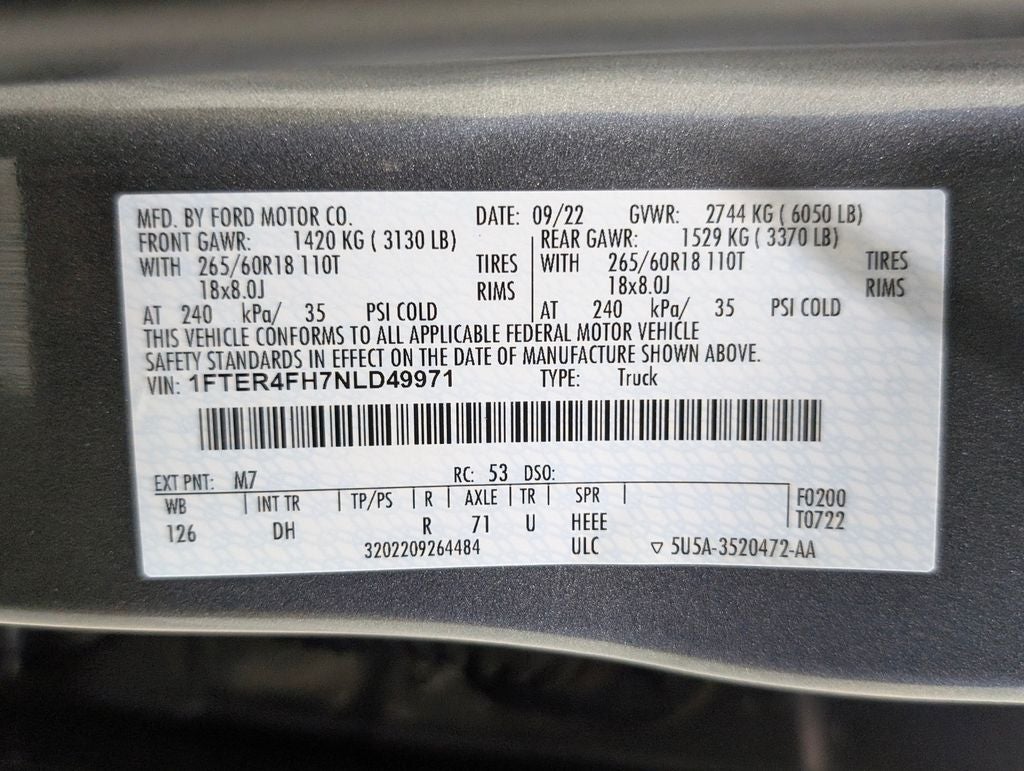 MFD. BY FORD MOTOR CO. DATE: 09/22 GVWR: 2744 KG ( 6050 LB)
FRONT GAWR: 1420 KG ( 3130 LB) REAR GAWR: 1529 KG ( 3370 LB)
WITH 265/60R18 110T TIRES WITH 265/60R18 110T TIRES
18x8.0J RIMS 18x8.0J RIMS
AT 240 kPa/ 35 PSI COLD AT 240 kPa/ 35 PSI COLD
THIS VEHICLE CONFORMS TO ALL APPLICABLE FEDERAL MOTOR VEHICLE
SAFETY STANDARDS IN EFFECT ON THE DATE OF MANUFACTURE SHOWN ABOVE.
VIN: 1FTER4FH7NLD49971 TYPE: Truck
EXT PNT: M7 RC: 53 DSO:
WB INT TR TP/PS R AXLE TR SPR F0200
126 DH R 71 U HEEE T0722
3202209264484 ULC ▽ 5U5A-3520472-AA